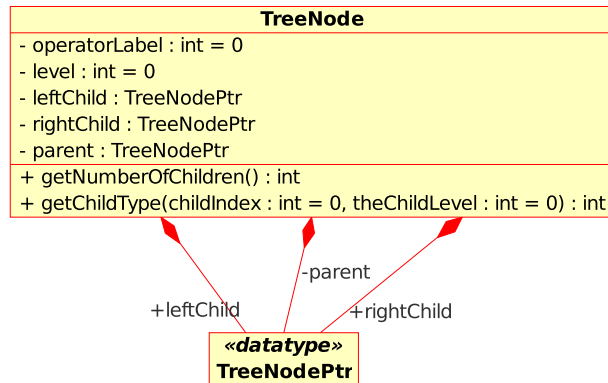 TreeNode
- operatorLabel : int = 0
- level : int = 0
- leftChild : TreeNodePtr
- rightChild : TreeNodePtr
- parent : TreeNodePtr
+ getNumberOfChildren() : int
+ getChildType(childIndex : int = 0, theChildLevel : int = 0) : int
-parent
+leftChild
+rightChild
«datatype»
TreeNodePtr